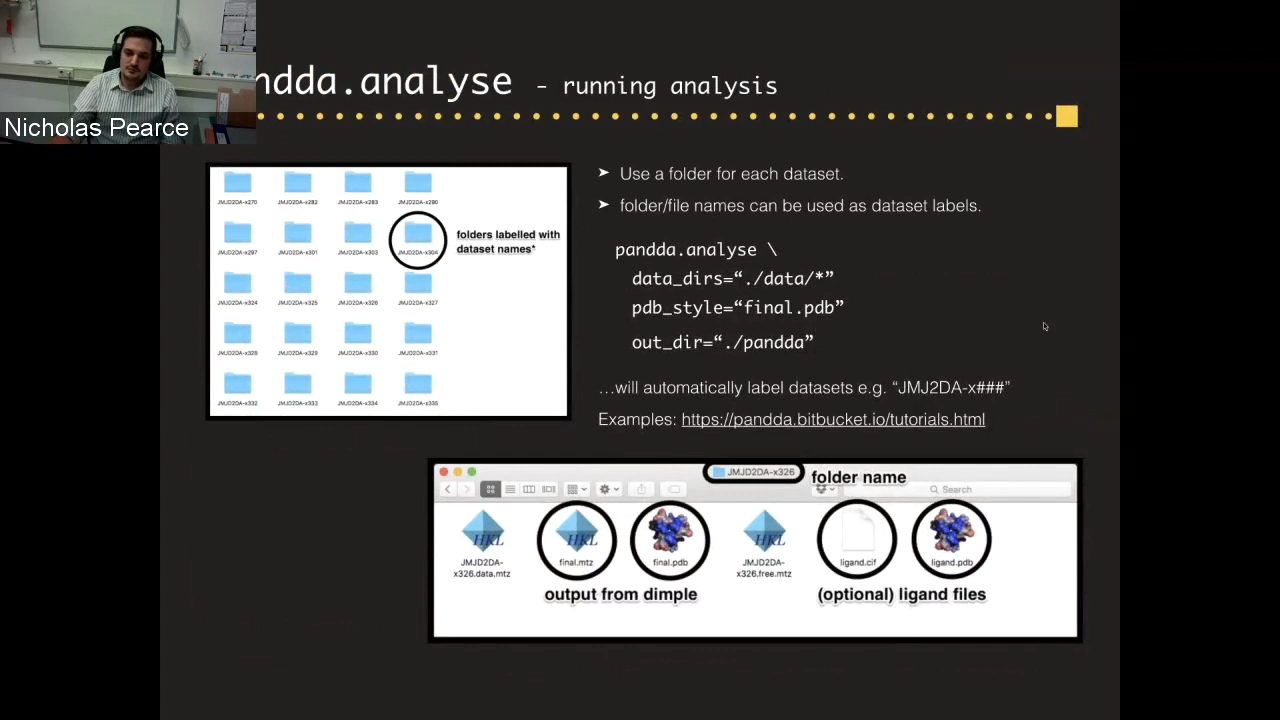 Nicholas Pearce
ndda.analyse - running analysis
JMJD2DA-x270 JMJD2DA-x282 JMJD2DA-x283 JMJD2DA-x290
JMJD2DA-x297 JMJD2DA-x301 JMJD2DA-x303 JMJD2DA-x304
folders labelled with
dataset names*
JMJD2DA-x324 JMJD2DA-x325 JMJD2DA-x326 JMJD2DA-x327
JMJD2DA-x328 JMJD2DA-x329 JMJD2DA-x330 JMJD2DA-x331
JMJD2DA-x332 JMJD2DA-x333 JMJD2DA-x334 JMJD2DA-x335
➤ Use a folder for each dataset.
➤ folder/file names can be used as dataset labels.
pandda.analyse \
data_dirs=“./data/*”
pdb_style=“final.pdb”
out_dir=“./pandda”
…will automatically label datasets e.g. “JMJ2DA-x###”
Examples: https://pandda.bitbucket.io/tutorials.html
JMJD2DA-x326
folder name
Search
HKL HKL HKL
JMJD2DA-
x326.data.mtz
final.mtz
final.pdb
JMJD2DA-
x326.free.mtz
ligand.cif
ligand.pdb
output from dimple
(optional) ligand files